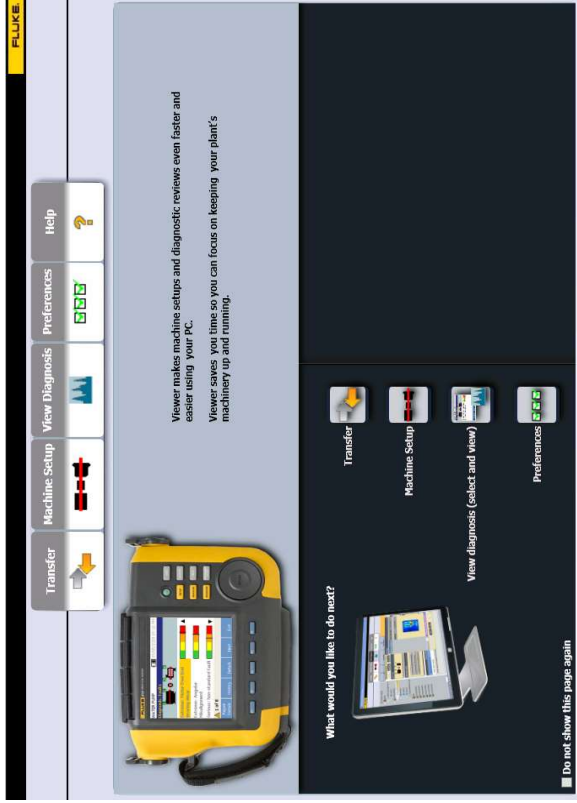 FLUKE.
Transfer
Machine Setup
View Diagnosis
Preferences
Help
?
Viewer makes machine setups and diagnostic reviews even faster and
easier using your PC.
Viewer saves you time so you can focus on keeping your plant's
machinery up and running.
What would you like to do next?
Transfer
Machine Setup
View diagnosis (select and view)
Preferences
Do not show this page again